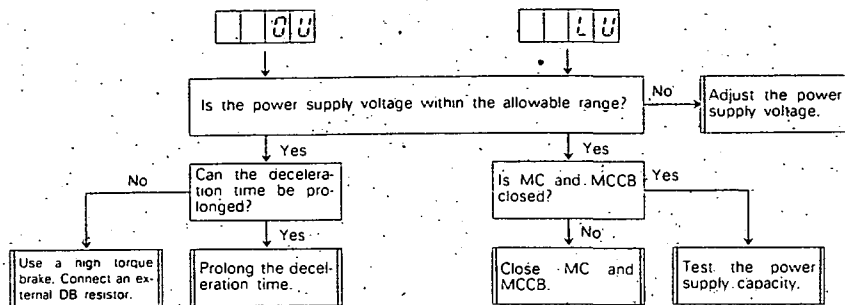 OU
LU
Is the power supply voltage within the allowable range?
No
Adjust the power
supply voltage.
Yes
Yes
No
Can the decelera-
tion time be pro-
longed?
Is MC and MCCB
closed?
Yes
Yes
No
Use a high torque
brake. Connect an ex-
ternal DB resistor.
Prolong the decel-
eration time.
Close MC and
MCCB.
Test the power
supply capacity.